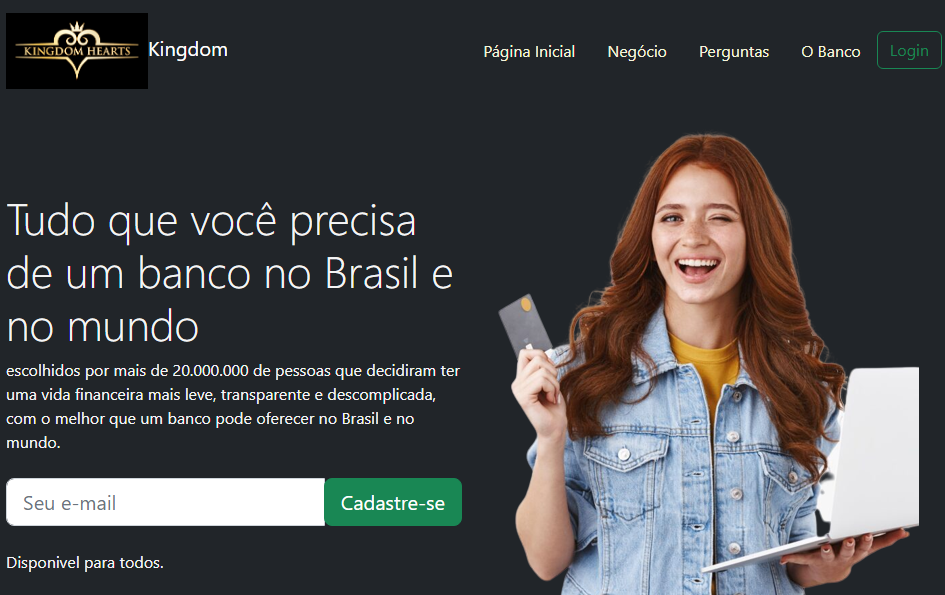 KINGDOM HEARTS
Kingdom
Página Inicial
Negócio
Perguntas
O Banco
Login
Tudo que você precisa
de um banco no Brasil e
no mundo
escolhidos por mais de 20.000.000 de pessoas que decidiram ter
uma vida financeira mais leve, transparente e descomplicada,
com o melhor que um banco pode oferecer no Brasil e no
mundo.
Seu e-mail
Cadastre-se
Disponivel para todos.